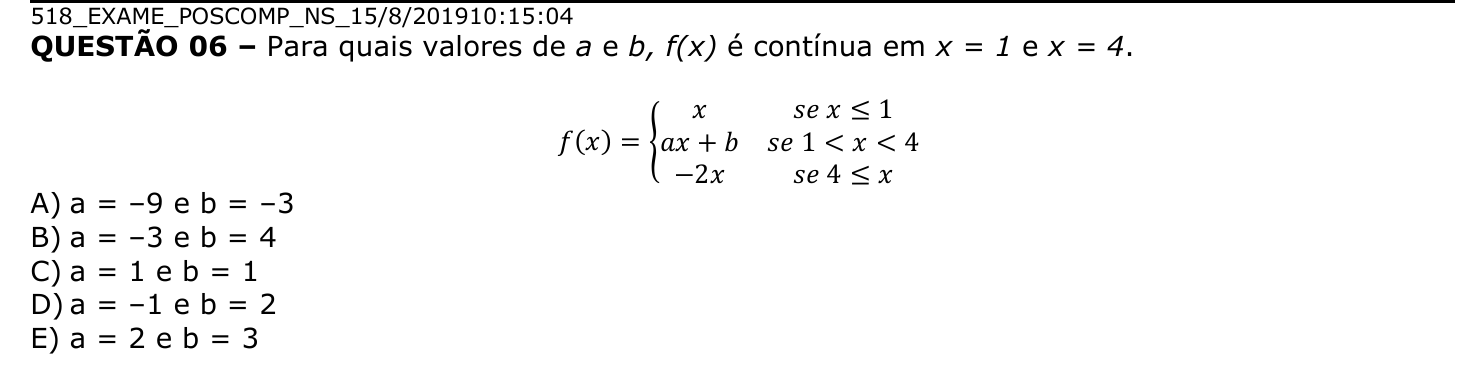 518_EXAME_POSCOMP_NS_15/8/201910:15:04
QUESTÃO 06 – Para quais valores de a e b, f(x) é contínua em x = 1 e x = 4.
x se x ≤ 1
f(x) = { ax + b se 1 < x < 4
−2x se 4 ≤ x
A) a = −9 e b = −3
B) a = −3 e b = 4
C) a = 1 e b = 1
D) a = −1 e b = 2
E) a = 2 e b = 3